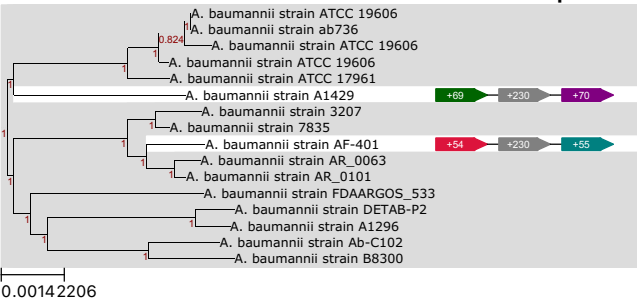 A. baumannii strain ATCC 19606
A. baumannii strain ab736
1
0.824
A. baumannii strain ATCC 19606
1
A. baumannii strain ATCC 19606
1
A. baumannii strain ATCC 17961
A. baumannii strain A1429 +69 +230 +70
1
A. baumannii strain 3207
1
1
A. baumannii strain 7835
1
A. baumannii strain AF-401 +54 +230 +55
1
A. baumannii strain AR_0063
1
A. baumannii strain AR_0101
1
A. baumannii strain FDAARGOS_533
A. baumannii strain DETAB-P2
1
1
A. baumannii strain A1296
1
A. baumannii strain Ab-C102
1
A. baumannii strain B8300
0.00142206